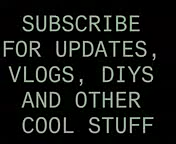 SUBSCRIBE
FOR UPDATES,
VLOGS, DIYS
AND OTHER
COOL STUFF